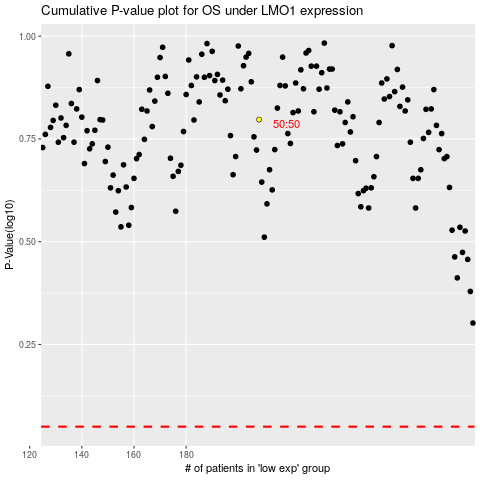 Cumulative P-value plot for OS under LMO1 expression
P-Value(log10)
1.00
0.75
0.50
0.25
50:50
120 140 160 180
# of patients in 'low exp' group